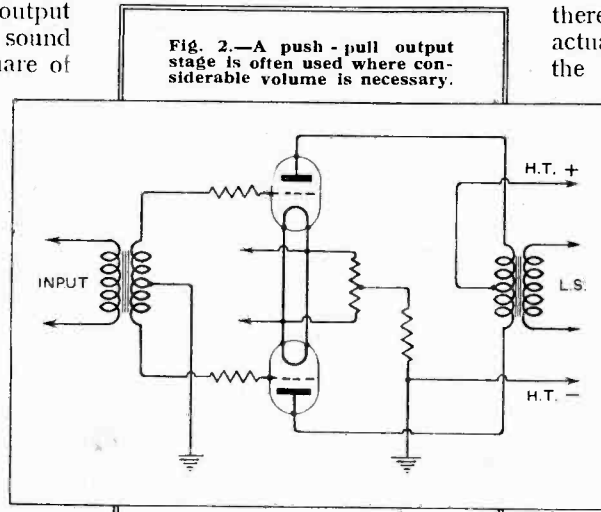 output
sound
uare of
Fig. 2.—A push-pull output
stage is often used where con-
siderable volume is necessary.
there
actua
the
H.T. +
INPUT
L.S.
H.T. −